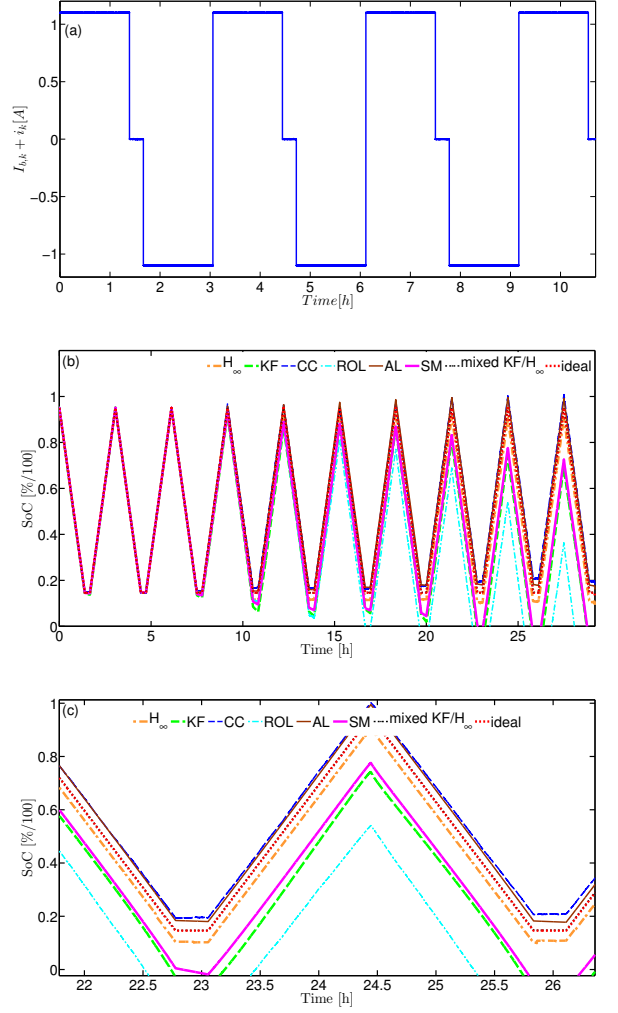 (a)
I_{b,k} + i_k[A]
1
0.5
0
−0.5
−1
0 1 2 3 4 5 6 7 8 9 10
Time[h]
(b)
H∞ KF CC ROL AL SM mixed KF/H∞ ideal
SoC [%/100]
1
0.8
0.6
0.4
0.2
0
0 5 10 15 20 25
Time [h]
(c)
H∞ KF CC ROL AL SM mixed KF/H∞ ideal
SoC [%/100]
1
0.8
0.6
0.4
0.2
0
22 22.5 23 23.5 24 24.5 25 25.5 26
Time [h]